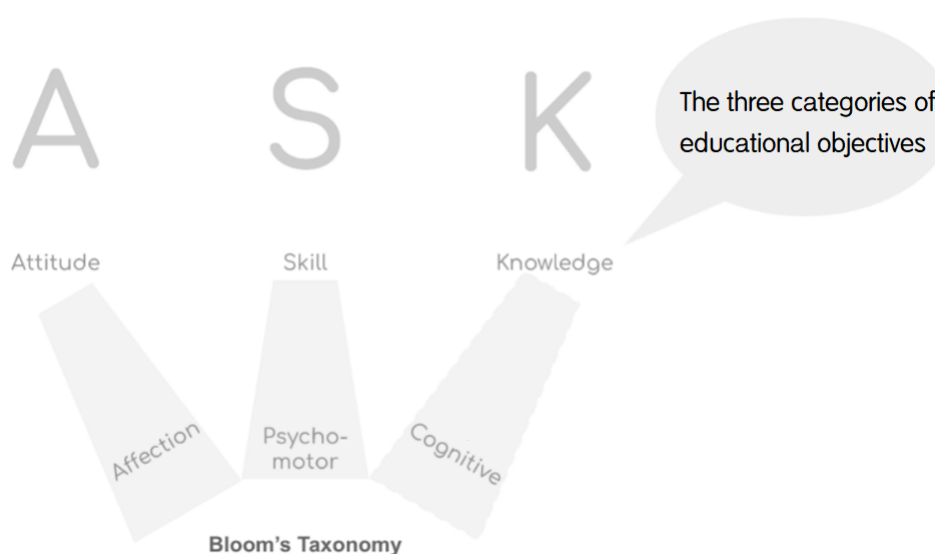 A S K
The three categories of
educational objectives
Attitude Skill Knowledge
Affection
Psycho-
motor
Cognitive
Bloom's Taxonomy